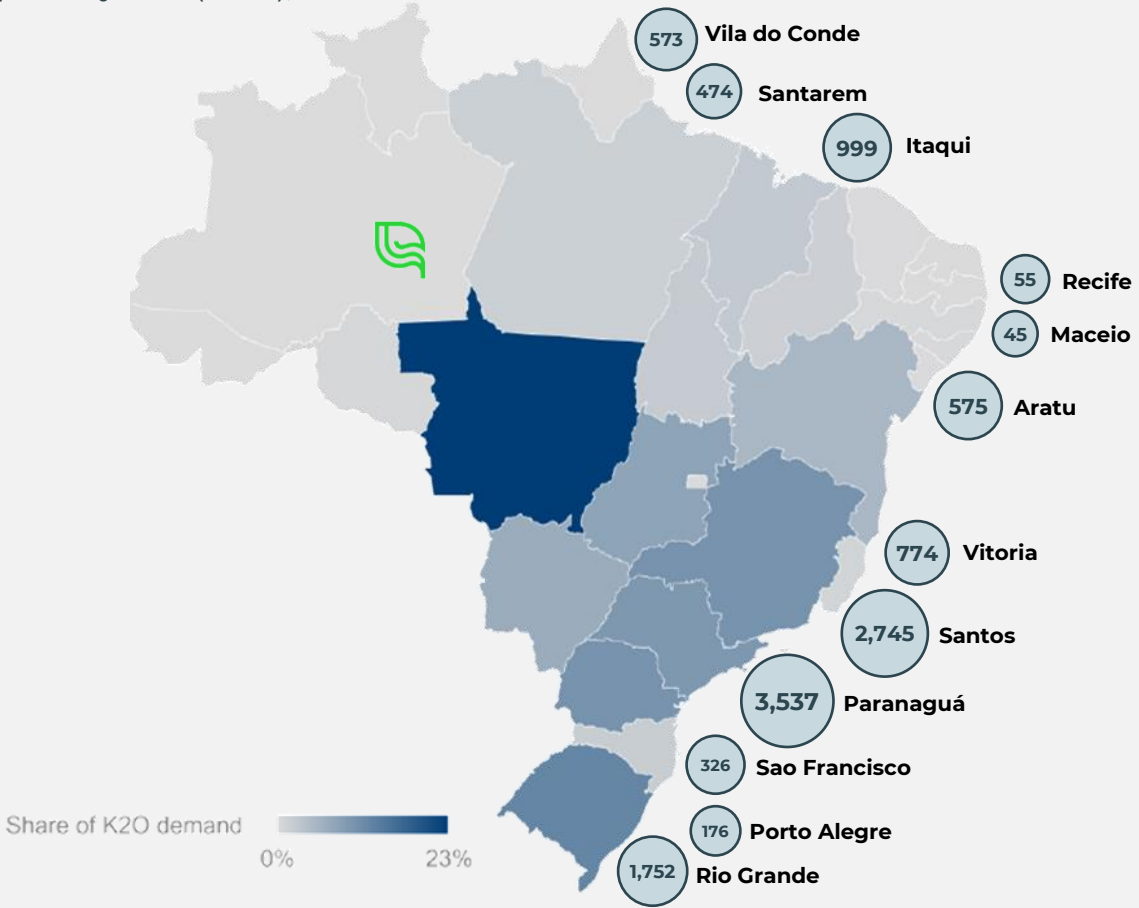 573 Vila do Conde
474 Santarem
999 Itaqui
55 Recife
45 Maceio
575 Aratu
774 Vitoria
2,745 Santos
3,537 Paranaguá
326 Sao Francisco
176 Porto Alegre
1,752 Rio Grande
Share of K2O demand
0% 23%